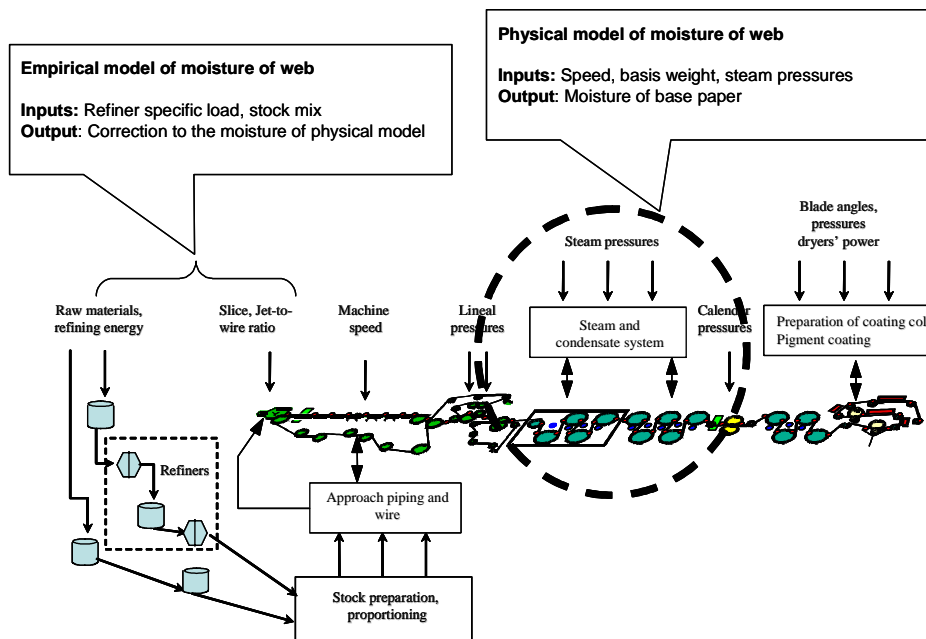 Empirical model of moisture of web
Inputs: Refiner specific load, stock mix
Output: Correction to the moisture of physical model
Physical model of moisture of web
Inputs: Speed, basis weight, steam pressures
Output: Moisture of base paper
Raw materials,
refining energy
Slice, Jet-to-
wire ratio
Machine
speed
Lineal
pressures
Steam pressures
Steam and
condensate system
Calender
pressures
Blade angles,
pressures
dryers' power
Preparation of coating col
Pigment coating
Refiners
Approach piping and
wire
Stock preparation,
proportioning